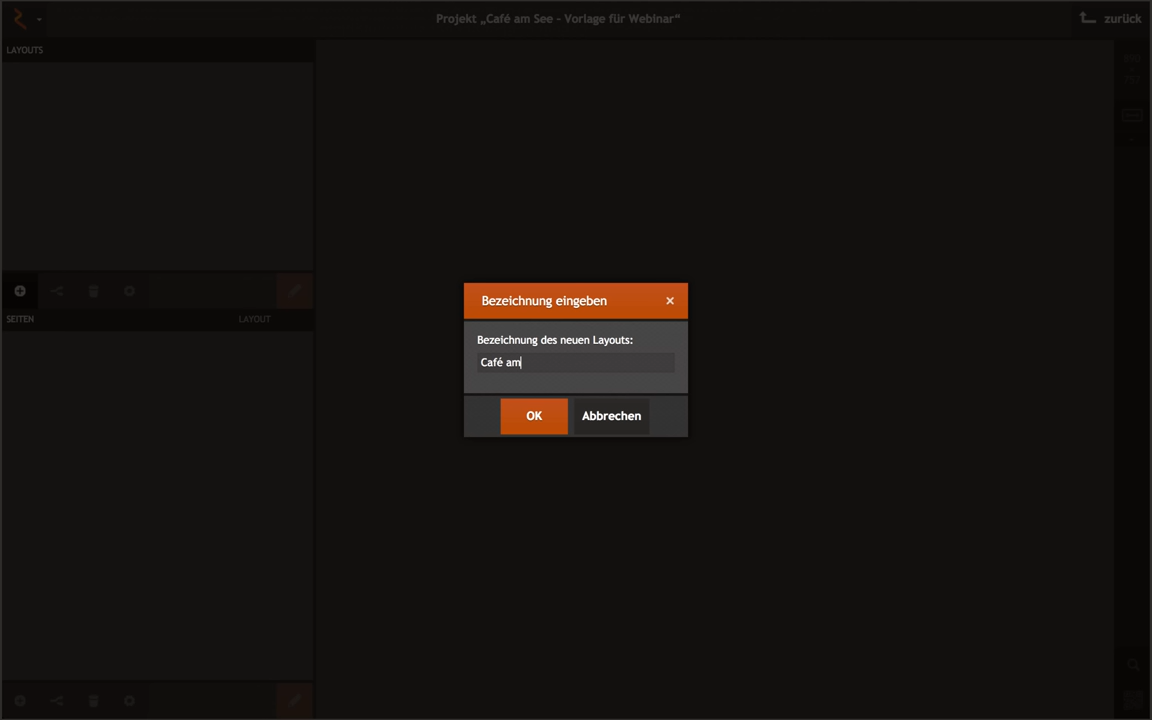 Projekt „Café am See - Vorlage für Webinar“
zurück
LAYOUTS
Bezeichnung eingeben
Bezeichnung des neuen Layouts:
Café am
OK
Abbrechen
SEITEN
LAYOUT